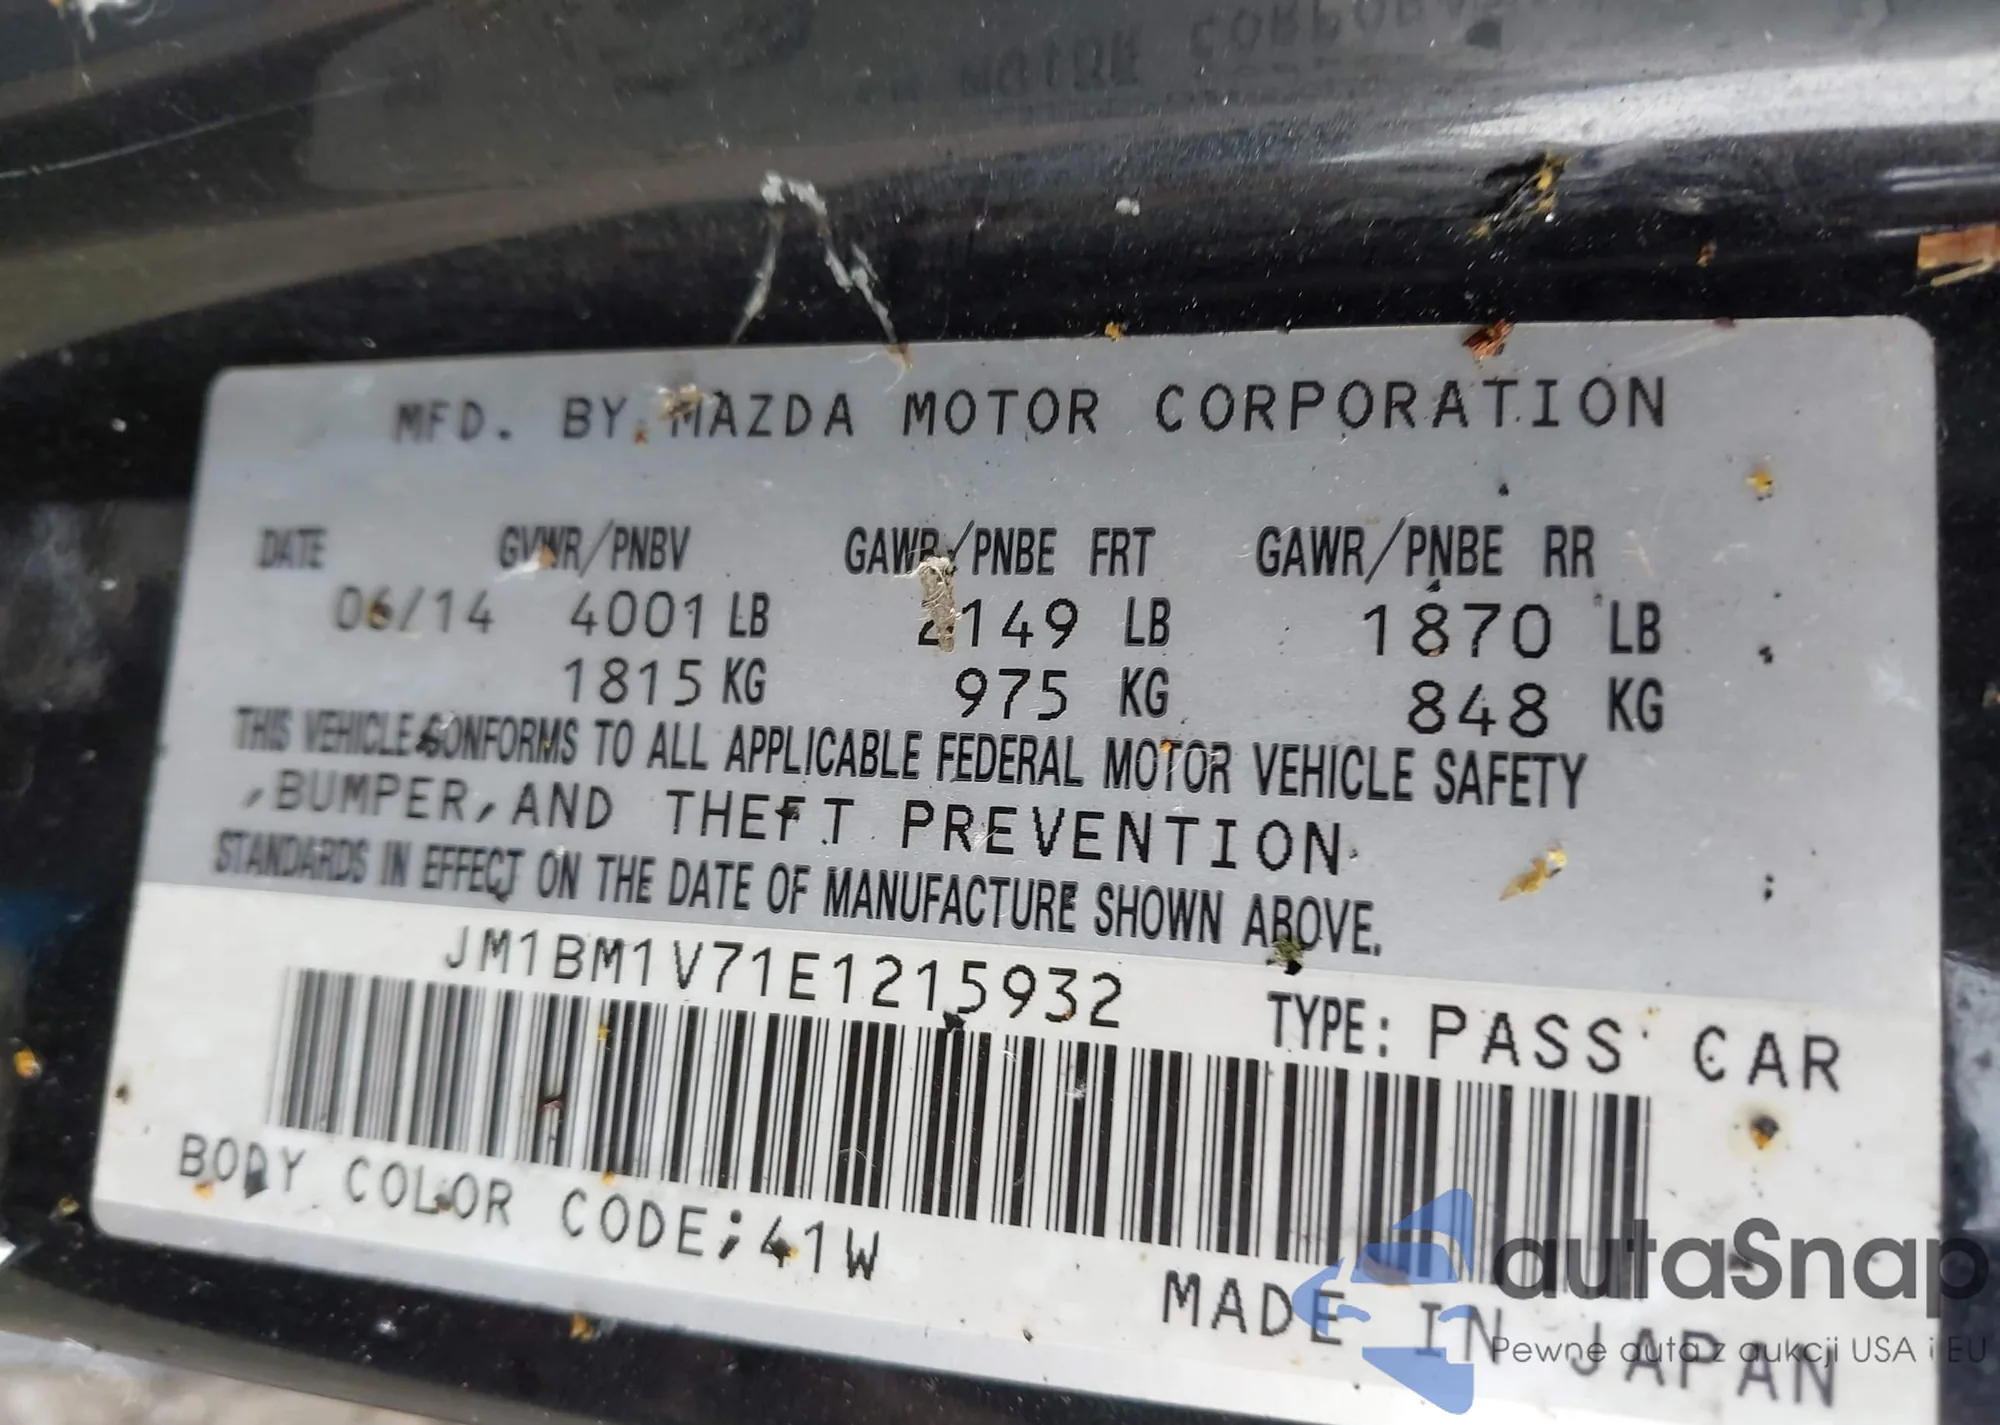 MFD. BY MAZDA MOTOR CORPORATION
DATE GVWR/PNBV GAWR/PNBE FRT GAWR/PNBE RR
06/14 4001 LB 2149 LB 1870 LB
1815 KG 975 KG 848 KG
THIS VEHICLE CONFORMS TO ALL APPLICABLE FEDERAL MOTOR VEHICLE SAFETY
,BUMPER,AND THEFT PREVENTION
STANDARDS IN EFFECT ON THE DATE OF MANUFACTURE SHOWN ABOVE.
JM1BM1V71E1215932
TYPE: PASS CAR
BODY COLOR CODE;41W
MADE IN JAPAN
autaSnap
Pewne auta z aukcji USA i EU